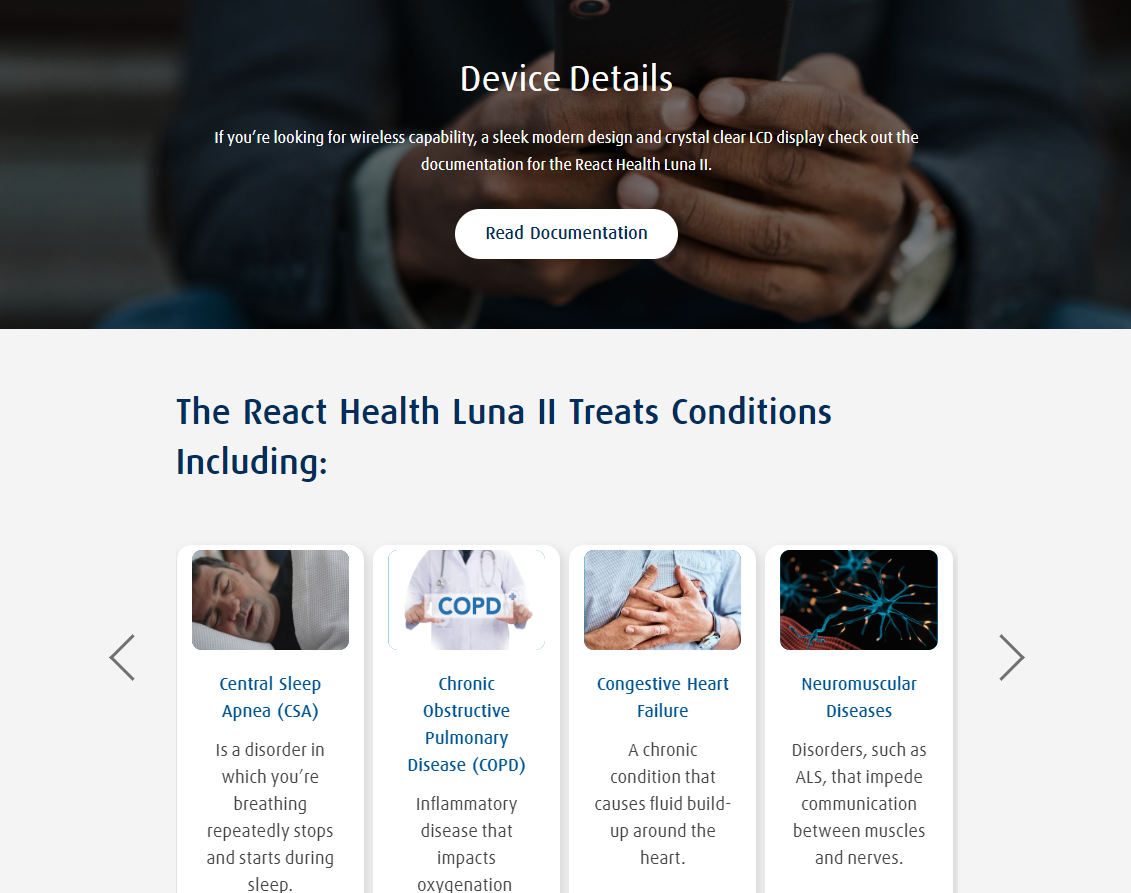 Device Details
If you’re looking for wireless capability, a sleek modern design and crystal clear LCD display check out the
documentation for the React Health Luna II.
Read Documentation
The React Health Luna II Treats Conditions
Including:
COPD
Central Sleep
Apnea (CSA)
Is a disorder in
which you’re
breathing
repeatedly stops
and starts during
sleep.
Chronic
Obstructive
Pulmonary
Disease (COPD)
Inflammatory
disease that
impacts
oxygenation
Congestive Heart
Failure
A chronic
condition that
causes fluid build-
up around the
heart.
Neuromuscular
Diseases
Disorders, such as
ALS, that impede
communication
between muscles
and nerves.